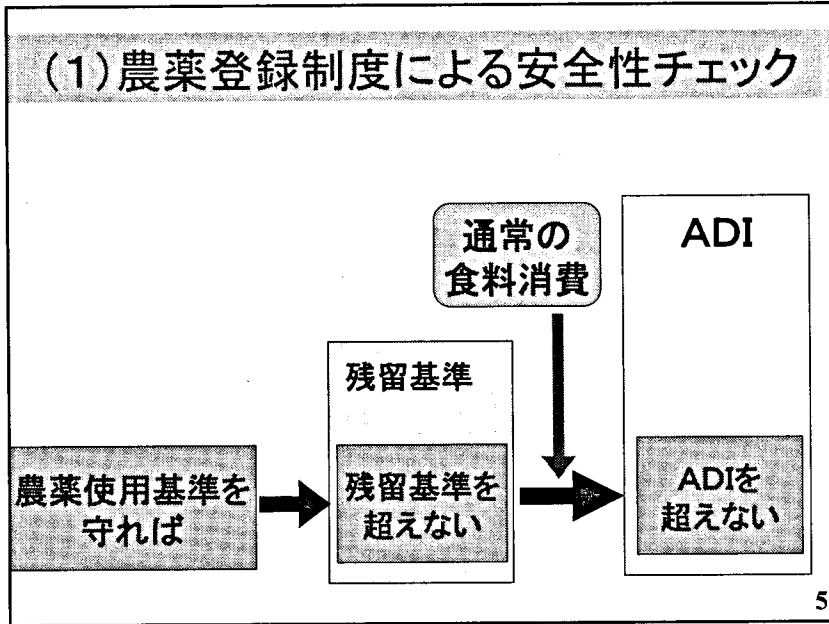 (1)農薬登録制度による安全性チェック
通常の
食料消費
ADI
残留基準
農薬使用基準を
守れば
残留基準を
超えない
ADIを
超えない
5